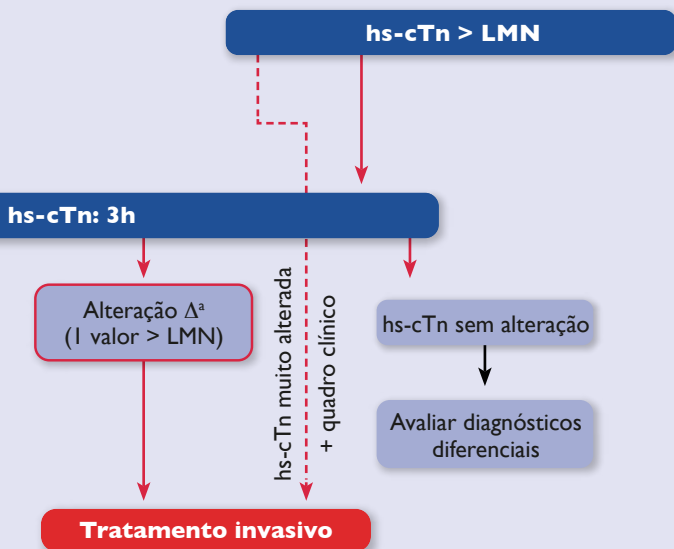 hs-cTn > LMN
hs-cTn: 3h
Alteração Δᵃ
(1 valor > LMN)
hs-cTn muito alterada
+ quadro clínico
hs-cTn sem alteração
Avaliar diagnósticos
diferenciais
Tratamento invasivo